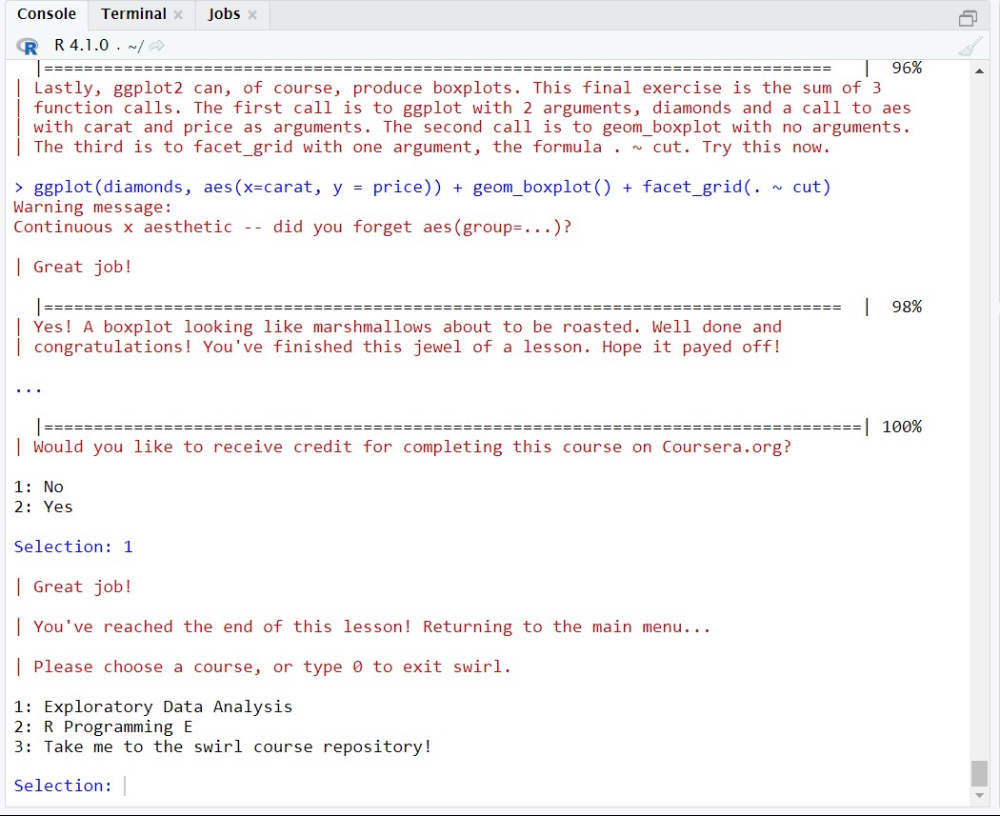 Console Terminal × Jobs ×
R R 4.1.0 . ~/
|=============================================================================== | 96%
| Lastly, ggplot2 can, of course, produce boxplots. This final exercise is the sum of 3
| function calls. The first call is to ggplot with 2 arguments, diamonds and a call to aes
| with carat and price as arguments. The second call is to geom_boxplot with no arguments.
| The third is to facet_grid with one argument, the formula . ~ cut. Try this now.
> ggplot(diamonds, aes(x=carat, y = price)) + geom_boxplot() + facet_grid(. ~ cut)
Warning message:
Continuous x aesthetic -- did you forget aes(group=...)?
| Great job!
|================================================================================ | 98%
| Yes! A boxplot looking like marshmallows about to be roasted. Well done and
| congratulations! You've finished this jewel of a lesson. Hope it payed off!
...
|==================================================================================| 100%
| Would you like to receive credit for completing this course on Coursera.org?
1: No
2: Yes
Selection: 1
| Great job!
| You've reached the end of this lesson! Returning to the main menu...
| Please choose a course, or type 0 to exit swirl.
1: Exploratory Data Analysis
2: R Programming E
3: Take me to the swirl course repository!
Selection: